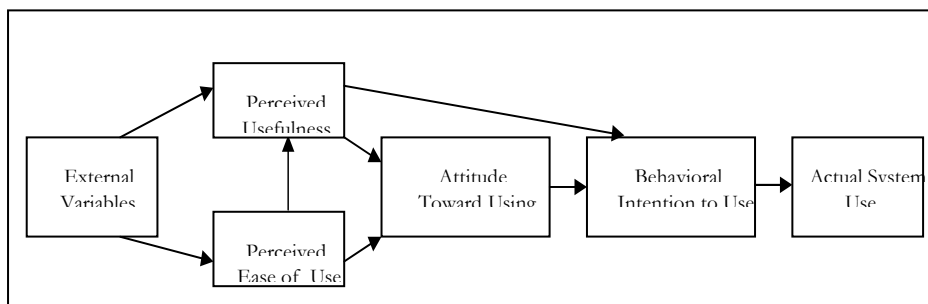 Perceived
Usefulness
External
Variables
Attitude
Toward Using
Behavioral
Intention to Use
Actual System
Use
Perceived
Ease of Use